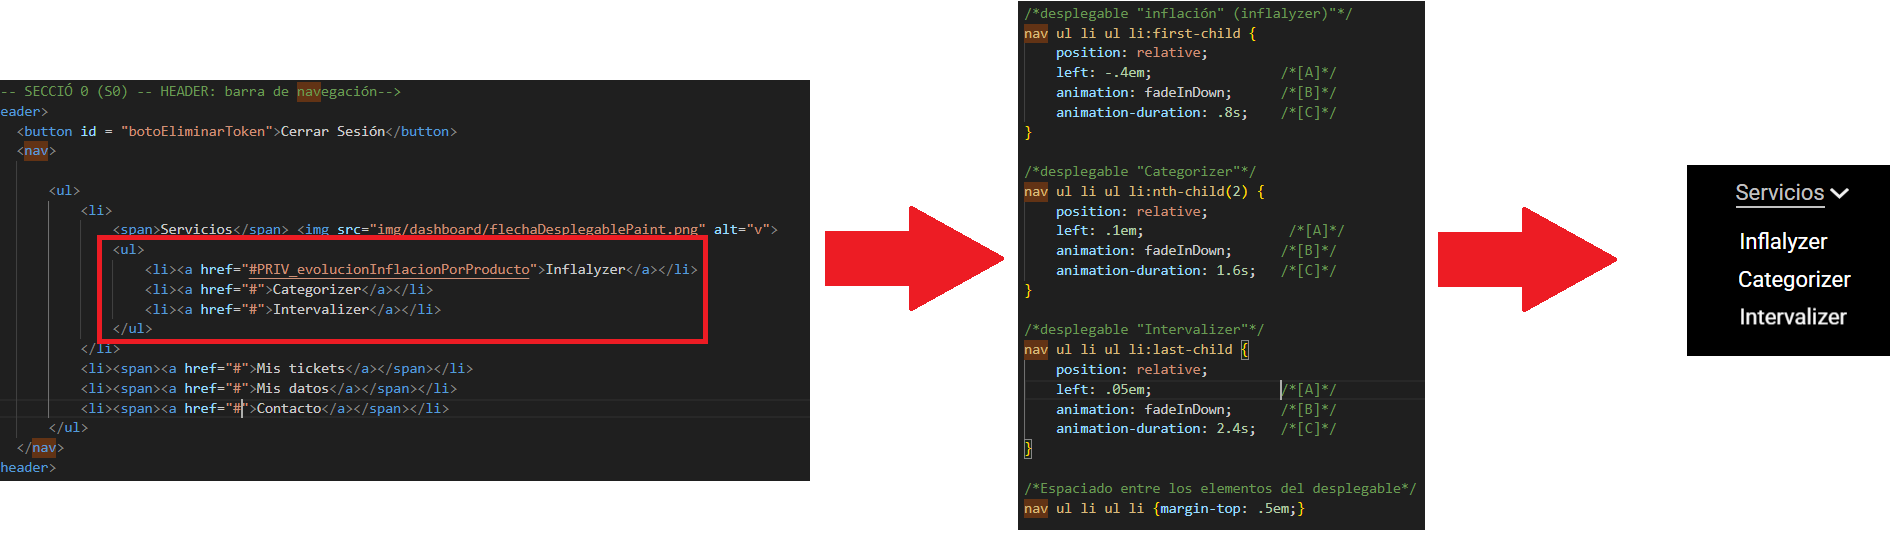 -- SECCIÓ 0 (S0) -- HEADER: barra de navegación-->
eader>
<button id = "botoEliminarToken">Cerrar Sesión</button>
<nav>
<ul>
<li>
<span>Servicios</span> <img src="img/dashboard/flechaDesplegablePaint.png" alt="v">
<ul>
<li><a href="#PRIV_evolucionInflacionPorProducto">Inflalyzer</a></li>
<li><a href="#">Categorizer</a></li>
<li><a href="#">Intervalizer</a></li>
</ul>
</li>
<li><span><a href="#">Mis tickets</a></span></li>
<li><span><a href="#">Mis datos</a></span></li>
<li><span><a href="#">Contacto</a></span></li>
</ul>
</nav>
header>
/*desplegable "inflación" (inflalyzer)"*/
nav ul li ul li:first-child {
position: relative;
left: -.4em; /*[A]*/
animation: fadeInDown; /*[B]*/
animation-duration: .8s; /*[C]*/
}
/*desplegable "Categorizer"*/
nav ul li ul li:nth-child(2) {
position: relative;
left: .1em; /*[A]*/
animation: fadeInDown; /*[B]*/
animation-duration: 1.6s; /*[C]*/
}
/*desplegable "Intervalizer"*/
nav ul li ul li:last-child {
position: relative;
left: .05em; /*[A]*/
animation: fadeInDown; /*[B]*/
animation-duration: 2.4s; /*[C]*/
}
/*Espaciado entre los elementos del desplegable*/
nav ul li ul li {margin-top: .5em;}
Servicios
Inflalyzer
Categorizer
Intervalizer